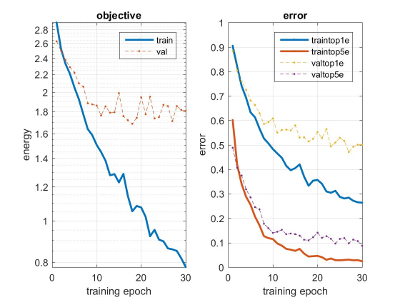 objective
train
val
2.8
2.6
2.4
2.2
2
1.8
1.6
1.4
1.2
1
0.8
energy
10
20
30
training epoch
error
traintop1e
traintop5e
valtop1e
valtop5e
1
0.9
0.8
0.7
0.6
0.5
0.4
0.3
0.2
0.1
0
error
0
10
20
30
training epoch